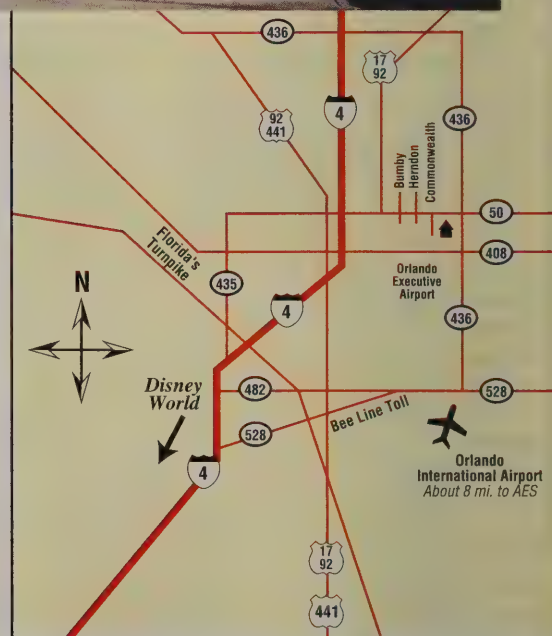 436
17
92
4
92
441
436
Bumby
Herndon
Commonwealth
50
Florida's
Turnpike
408
Orlando
Executive
Airport
435
N
4
436
Disney
World
482
528
Bee Line Toll
528
Orlando
International Airport
About 8 mi. to AES
4
17
92
441